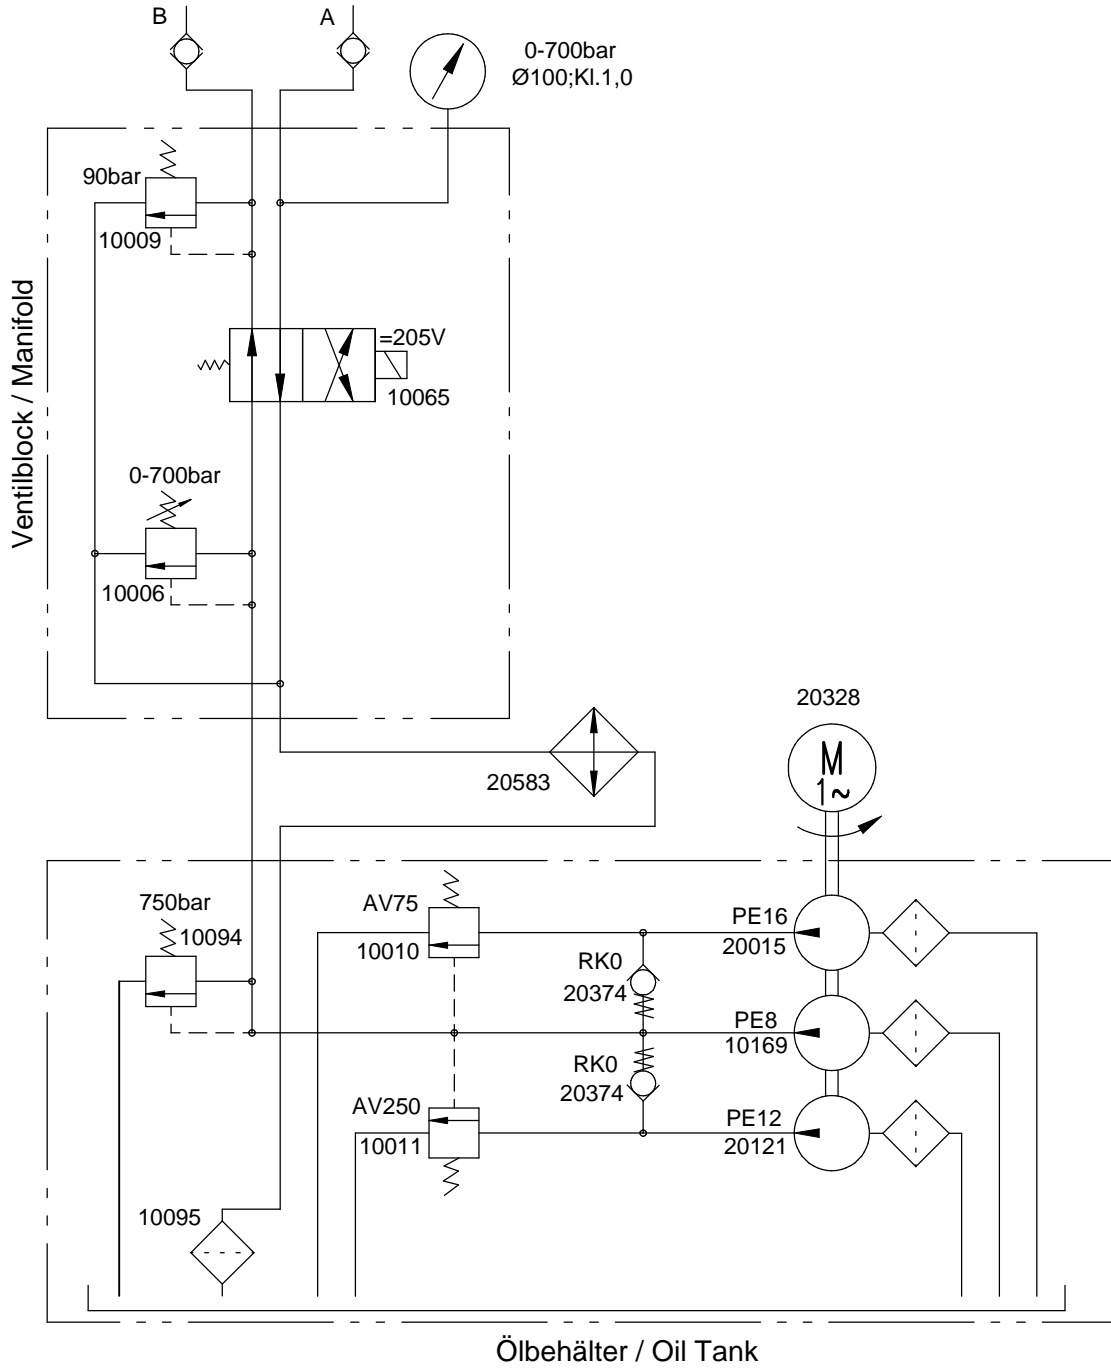 B
A
0-700bar
Ø100;Kl.1,0
90bar
10009
Ventilblock / Manifold
=205V
10065
0-700bar
10006
20583
20328
M
1~
750bar
10094
AV75
10010
RK0
20374
PE16
20015
PE8
10169
RK0
20374
AV250
10011
PE12
20121
10095
Ölbehälter / Oil Tank